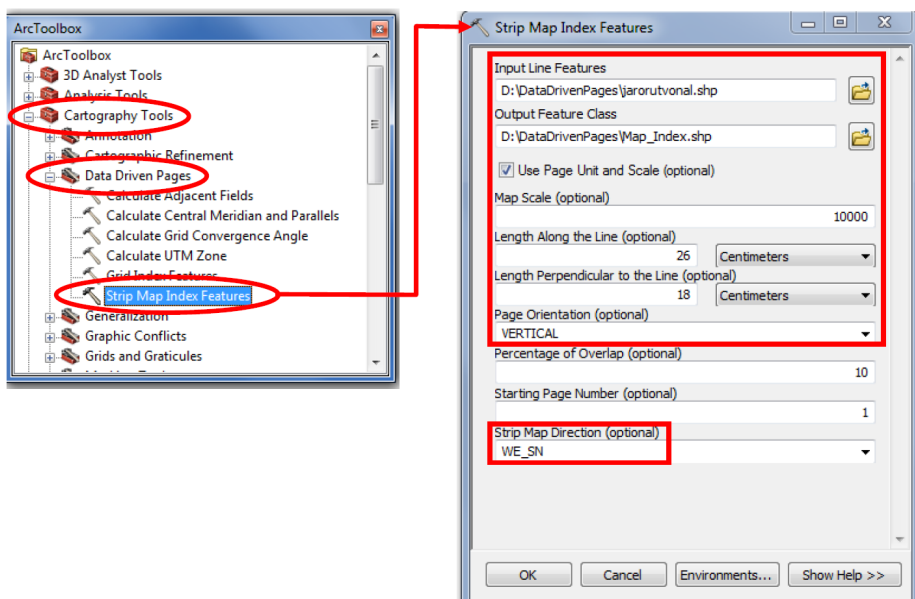 ArcToolbox
ArcToolbox
3D Analyst Tools
Analysis Tools
Cartography Tools
Annotation
Cartographic Refinement
Data Driven Pages
Calculate Adjacent Fields
Calculate Central Meridian and Parallels
Calculate Grid Convergence Angle
Calculate UTM Zone
Grid Index Features
Strip Map Index Features
Generalization
Graphic Conflicts
Grids and Graticules
Strip Map Index Features
Input Line Features
D:\DataDrivenPages\jarorutvonal.shp
Output Feature Class
D:\DataDrivenPages\Map_Index.shp
Use Page Unit and Scale (optional)
Map Scale (optional)
10000
Length Along the Line (optional)
26 Centimeters
Length Perpendicular to the Line (optional)
18 Centimeters
Page Orientation (optional)
VERTICAL
Percentage of Overlap (optional)
10
Starting Page Number (optional)
1
Strip Map Direction (optional)
WE_SN
OK Cancel Environments... Show Help >>